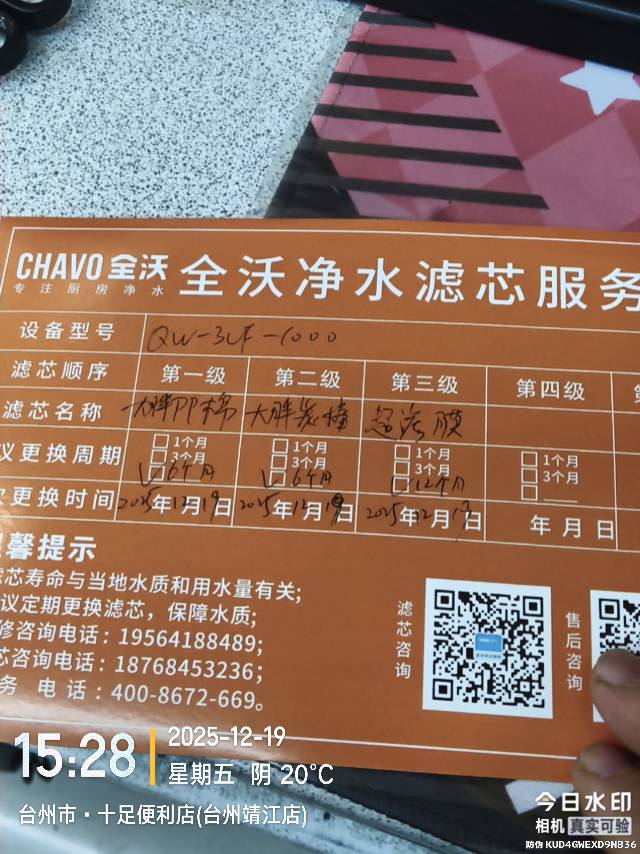 CHAVO 全沃
专注厨房净水
全沃净水滤芯服务
设备型号 QW-3UF-1000
滤芯顺序 第一级 第二级 第三级 第四级
滤芯名称 大胖PP棉 大胖炭棒 超滤膜
议更换周期 1个月 1个月 1个月 1个月
3个月 3个月 3个月 3个月
6个月 6个月 12个月
更换时间 2025年12月19日 2025年12月19日 2025年12月19日 年 月 日
馨提示
滤芯寿命与当地水质和用水量有关;
议定期更换滤芯，保障水质;
修咨询电话：19564188489;
芯咨询电话：18768453236;
务 电 话：400-8672-669。
滤芯咨询
售后咨询
15:28
2025-12-19
星期五 阴 20°C
台州市·十足便利店(台州靖江店)
今日水印
相机 真实可验
防伪 KUD4GWEXD9NB36